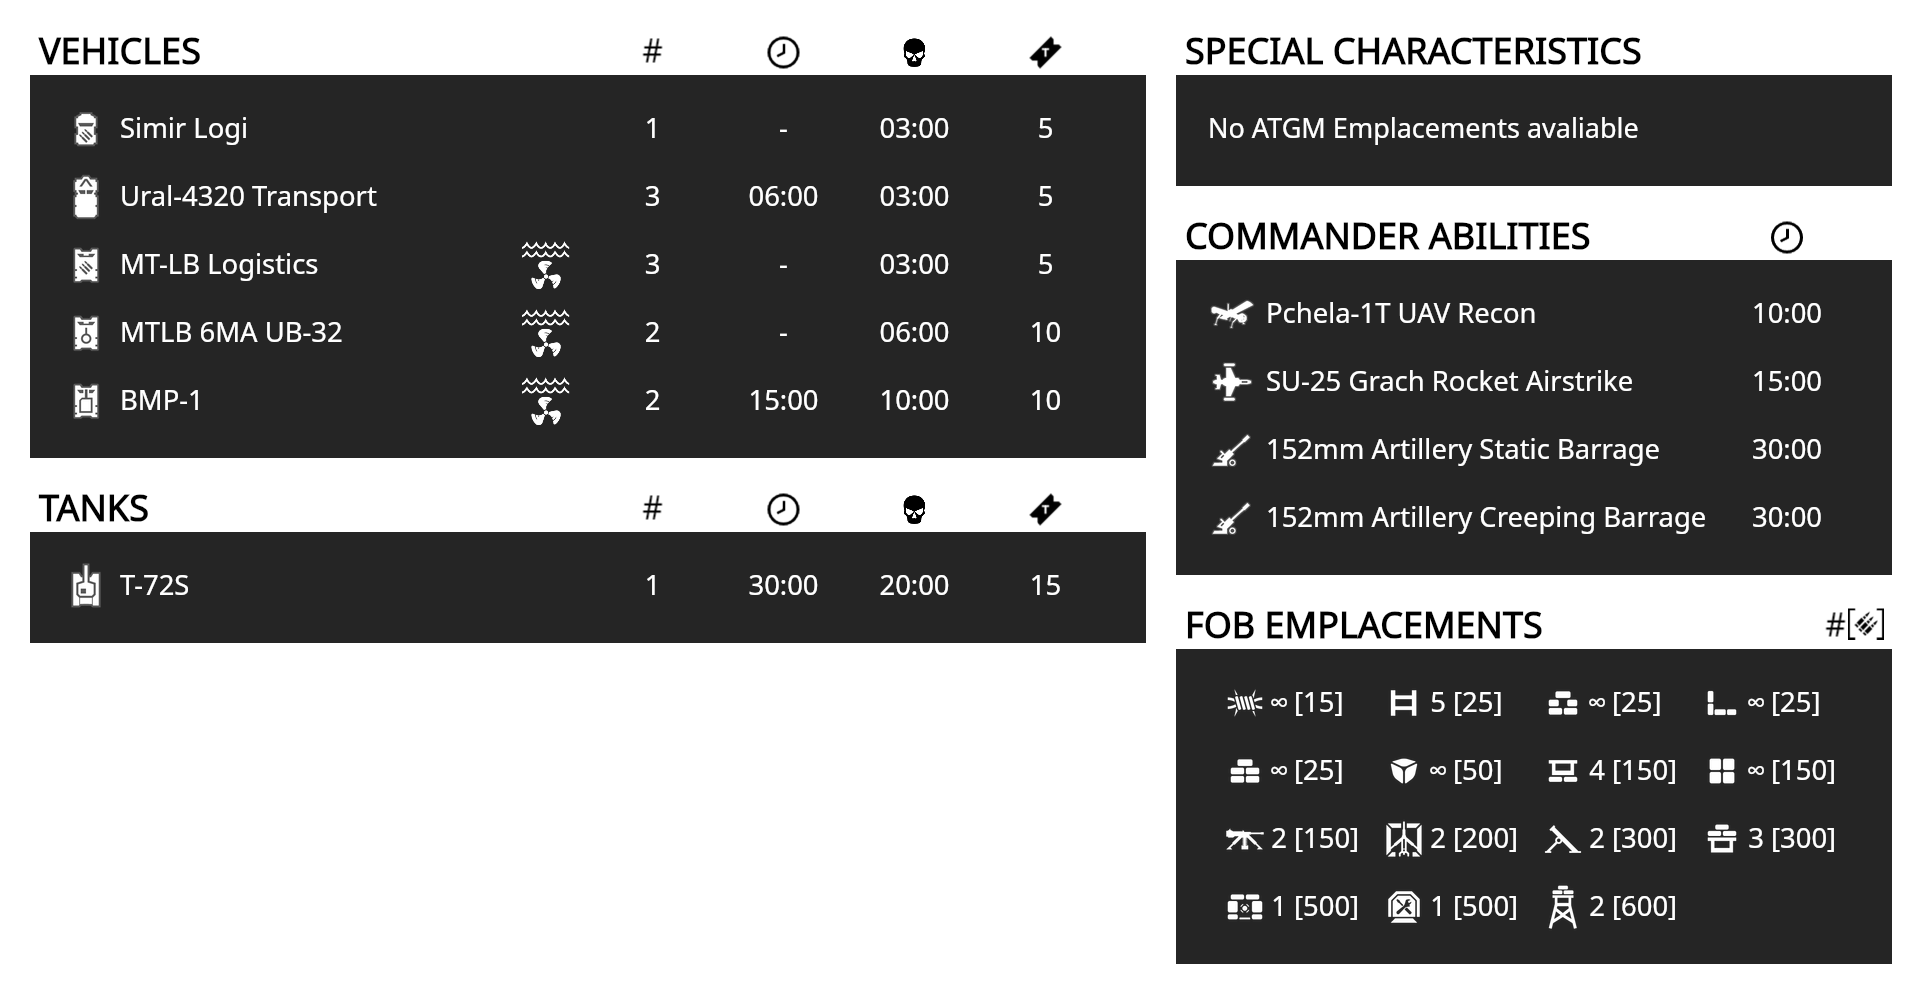 VEHICLES #
Simir Logi 1 - 03:00 5
Ural-4320 Transport 3 06:00 03:00 5
MT-LB Logistics 3 - 03:00 5
MTLB 6MA UB-32 2 - 06:00 10
BMP-1 2 15:00 10:00 10
TANKS #
T-72S 1 30:00 20:00 15
SPECIAL CHARACTERISTICS
No ATGM Emplacements avaliable
COMMANDER ABILITIES
Pchela-1T UAV Recon 10:00
SU-25 Grach Rocket Airstrike 15:00
152mm Artillery Static Barrage 30:00
152mm Artillery Creeping Barrage 30:00
FOB EMPLACEMENTS #[ ]
∞ [15] 5 [25] ∞ [25] ∞ [25]
∞ [25] ∞ [50] 4 [150] ∞ [150]
2 [150] 2 [200] 2 [300] 3 [300]
1 [500] 1 [500] 2 [600]